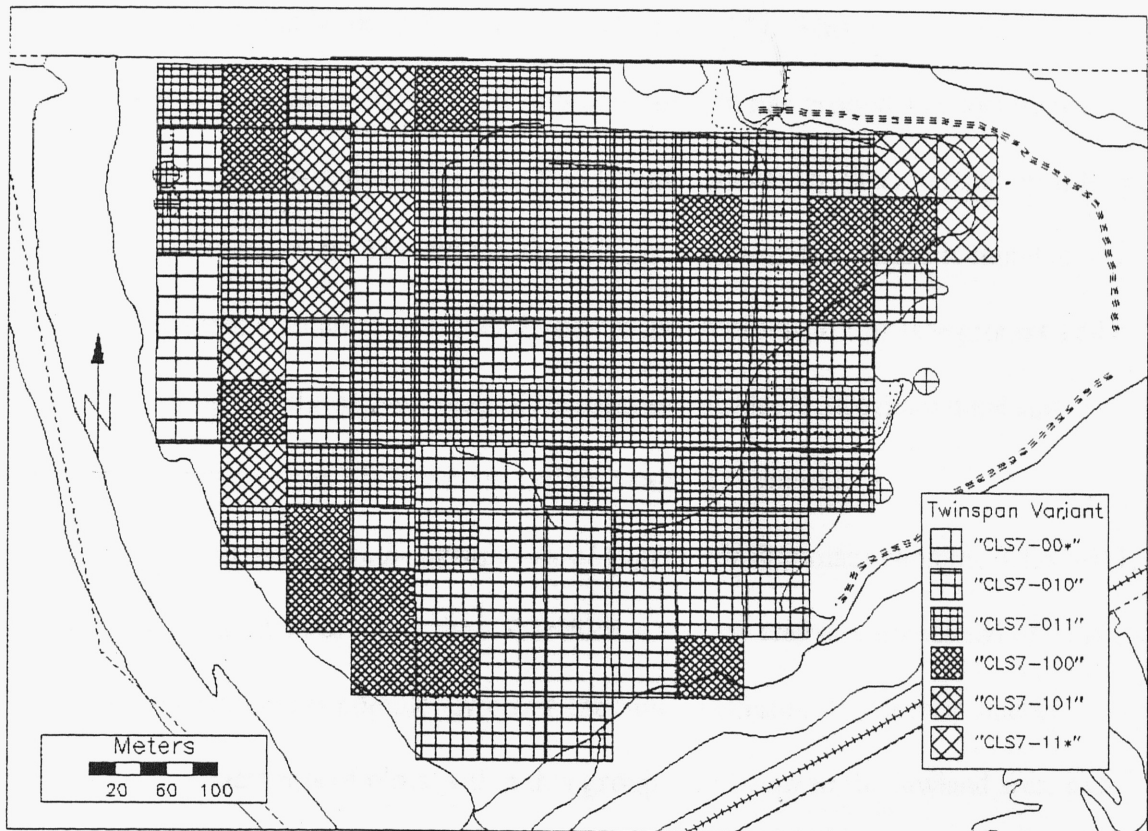 N
Twinspan Variant
"CLS7-00*"
"CLS7-010"
"CLS7-011"
"CLS7-100"
"CLS7-101"
"CLS7-11*"
Meters
20 60 100